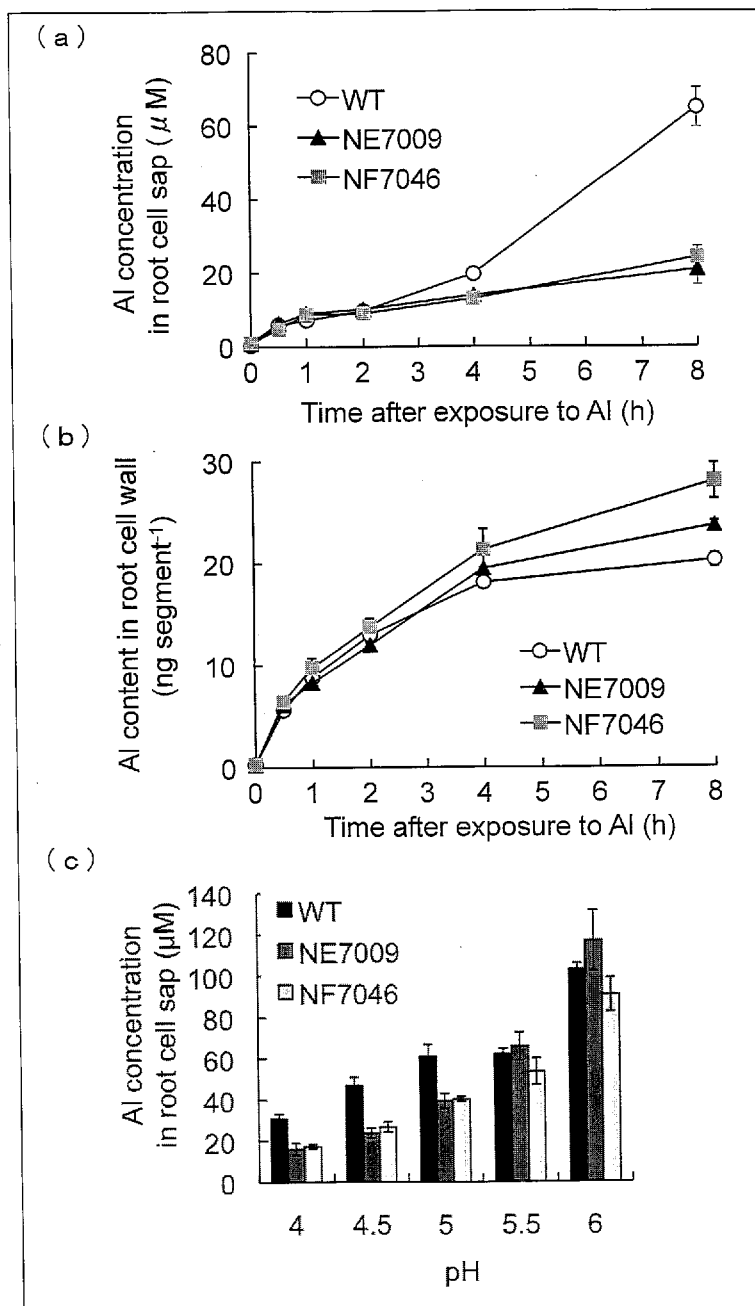 (a)
Al concentration
in root cell sap (μM)
80
60
40
20
0
WT
NE7009
NF7046
0 1 2 3 4 5 6 7 8
Time after exposure to Al (h)
(b)
Al content in root cell wall
(ng segment⁻¹)
30
20
10
0
WT
NE7009
NF7046
0 1 2 3 4 5 6 7 8
Time after exposure to Al (h)
(c)
Al concentration
in root cell sap (μM)
140
120
100
80
60
40
20
0
WT
NE7009
NF7046
4 4.5 5 5.5 6
pH